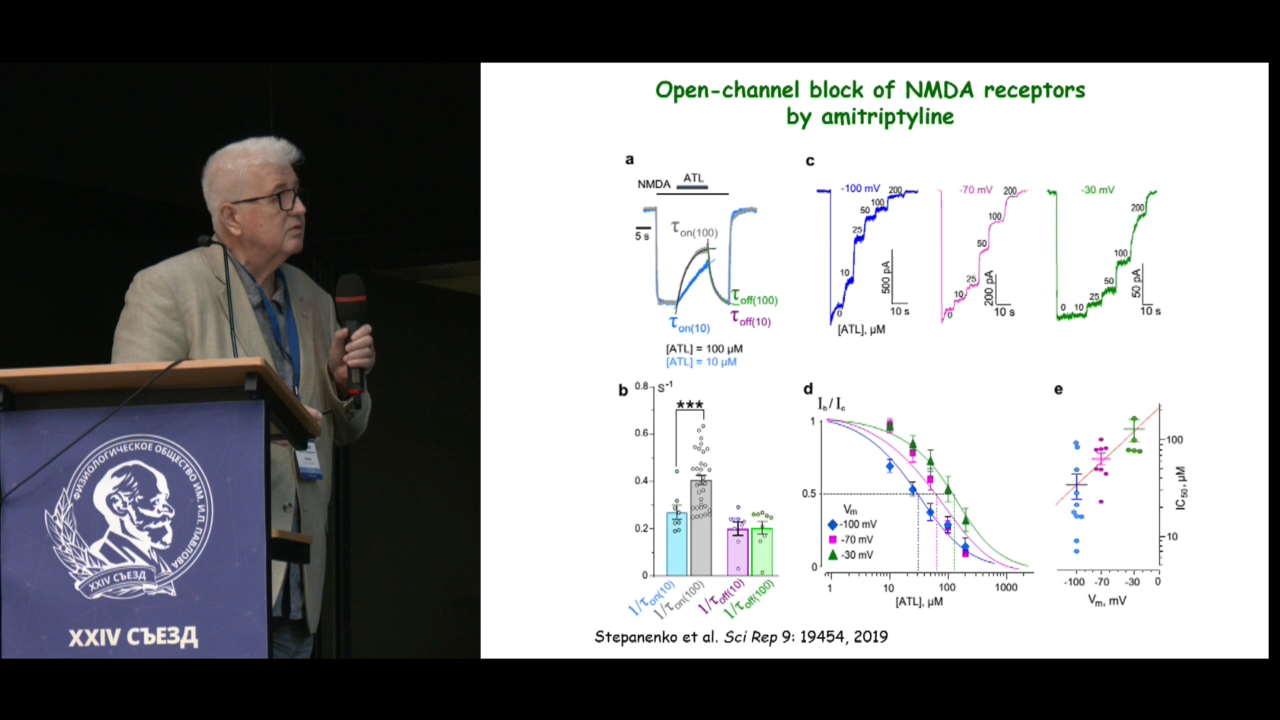 Open-channel block of NMDA receptors
by amitriptyline
a
NMDA
ATL
5 s
τon(100)
τoff(100)
τon(10)
τoff(10)
[ATL] = 100 µM
[ATL] = 10 µM
c
-100 mV
-70 mV
-30 mV
0
10
25
50
100
200
500 pA
10 s
[ATL], µM
0
10
25
50
100
200
200 pA
10 s
0
10
25
50
100
200
50 pA
10 s
b
S⁻¹
0.8
0.6
0.4
0.2
0
***
1/τon(10)
1/τon(100)
1/τoff(10)
1/τoff(100)
d
Ib / Ic
1
0.5
0
Vm
-100 mV
-70 mV
-30 mV
1
10
100
1000
[ATL], µM
e
100
10
IC50, µM
-100
-70
-30
0
Vm, mV
Stepanenko et al. Sci Rep 9: 19454, 2019
ФИЗИОЛОГИЧЕСКОЕ ОБЩЕСТВО ИМ. И.П. ПАВЛОВА
XXIV СЪЕЗД
XXIV СЪЕЗД